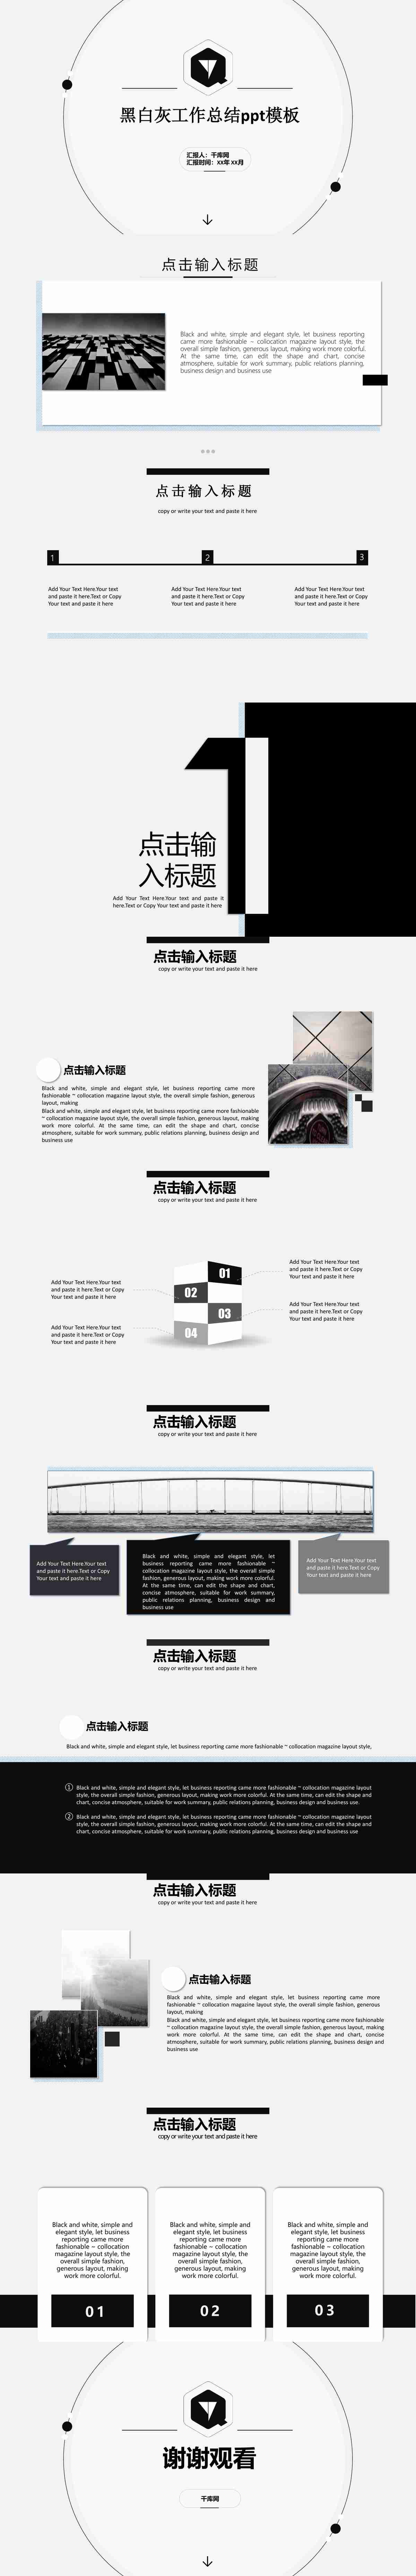 黑白灰工作总结ppt模板
汇报人：千库网
汇报时间：XX年XX月
点击输入标题
Black and white, simple and elegant style, let business reporting
came more fashionable ~ collocation magazine layout style, the
overall simple fashion, generous layout, making work more colorful.
At the same time, can edit the shape and chart, concise
atmosphere, suitable for work summary, public relations planning,
business design and business use
点击输入标题
copy or write your text and paste it here
1
2
3
Add Your Text Here.Your text
and paste it here.Text or Copy
Your text and paste it here
Add Your Text Here.Your text
and paste it here.Text or Copy
Your text and paste it here
Add Your Text Here.Your text
and paste it here.Text or Copy
Your text and paste it here
1
点击输
入标题
Add Your Text Here.Your text and paste it
here.Text or Copy Your text and paste it here
点击输入标题
copy or write your text and paste it here
点击输入标题
Black and white, simple and elegant style, let business reporting came more
fashionable ~ collocation magazine layout style, the overall simple fashion, generous
layout, making
Black and white, simple and elegant style, let business reporting came more fashionable
~ collocation magazine layout style, the overall simple fashion, generous layout, making
work more colorful. At the same time, can edit the shape and chart, concise
atmosphere, suitable for work summary, public relations planning, business design and
business use
点击输入标题
copy or write your text and paste it here
01
02
03
04
Add Your Text Here.Your text
and paste it here.Text or Copy
Your text and paste it here
Add Your Text Here.Your text
and paste it here.Text or Copy
Your text and paste it here
Add Your Text Here.Your text
and paste it here.Text or Copy
Your text and paste it here
Add Your Text Here.Your text
and paste it here.Text or Copy
Your text and paste it here
点击输入标题
copy or write your text and paste it here
Add Your Text Here.Your text
and paste it here.Text or Copy
Your text and paste it here
Black and white, simple and elegant style, let
business reporting came more fashionable ~
collocation magazine layout style, the overall simple
fashion, generous layout, making work more colorful.
At the same time, can edit the shape and chart,
concise atmosphere, suitable for work summary,
public relations planning, business design and
business use
Add Your Text Here.Your text
and paste it here.Text or Copy
Your text and paste it here
点击输入标题
copy or write your text and paste it here
点击输入标题
Black and white, simple and elegant style, let business reporting came more fashionable ~ collocation magazine layout style,
① Black and white, simple and elegant style, let business reporting came more fashionable ~ collocation magazine layout
style, the overall simple fashion, generous layout, making work more colorful. At the same time, can edit the shape and
chart, concise atmosphere, suitable for work summary, public relations planning, business design and business use.
② Black and white, simple and elegant style, let business reporting came more fashionable ~ collocation magazine layout
style, the overall simple fashion, generous layout, making work more colorful. At the same time, can edit the shape and
chart, concise atmosphere, suitable for work summary, public relations planning, business design and business use
点击输入标题
copy or write your text and paste it here
点击输入标题
Black and white, simple and elegant style, let business reporting came more
fashionable ~ collocation magazine layout style, the overall simple fashion, generous
layout, making
Black and white, simple and elegant style, let business reporting came more fashionable
~ collocation magazine layout style, the overall simple fashion, generous layout, making
work more colorful. At the same time, can edit the shape and chart, concise
atmosphere, suitable for work summary, public relations planning, business design and
business use
点击输入标题
copy or write your text and paste it here
Black and white, simple and
elegant style, let business
reporting came more
fashionable ~ collocation
magazine layout style, the
overall simple fashion,
generous layout, making
work more colorful.
01
Black and white, simple and
elegant style, let business
reporting came more
fashionable ~ collocation
magazine layout style, the
overall simple fashion,
generous layout, making
work more colorful.
02
Black and white, simple and
elegant style, let business
reporting came more
fashionable ~ collocation
magazine layout style, the
overall simple fashion,
generous layout, making
work more colorful.
03
谢谢观看
千库网